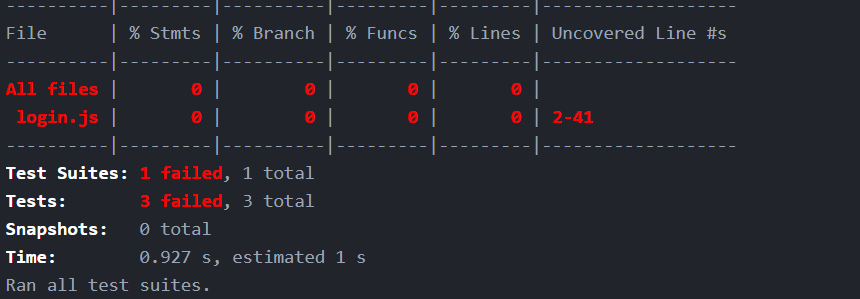 ----------|---------|----------|---------|---------|-------------------
File      | % Stmts | % Branch | % Funcs | % Lines | Uncovered Line #s
----------|---------|----------|---------|---------|-------------------
All files |       0 |        0 |       0 |       0 |
 login.js |       0 |        0 |       0 |       0 | 2-41
----------|---------|----------|---------|---------|-------------------
Test Suites: 1 failed, 1 total
Tests:       3 failed, 3 total
Snapshots:   0 total
Time:        0.927 s, estimated 1 s
Ran all test suites.